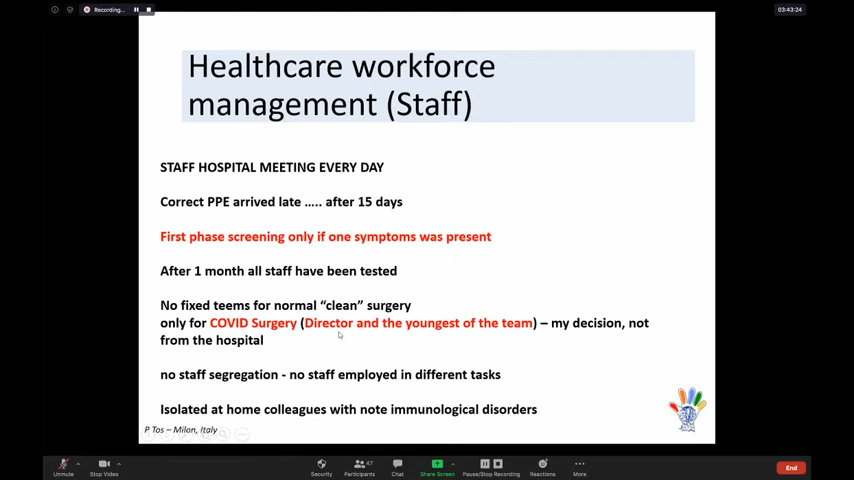 Recording...
03:43:24
Healthcare workforce
management (Staff)
STAFF HOSPITAL MEETING EVERY DAY
Correct PPE arrived late ….. after 15 days
First phase screening only if one symptoms was present
After 1 month all staff have been tested
No fixed teems for normal “clean” surgery
only for COVID Surgery (Director and the youngest of the team) – my decision, not
from the hospital
no staff segregation - no staff employed in different tasks
Isolated at home colleagues with note immunological disorders
P Tos – Milan, Italy
Unmute
Stop Video
Security
Participants
47
Chat
Share Screen
Pause/Stop Recording
Reactions
More
End